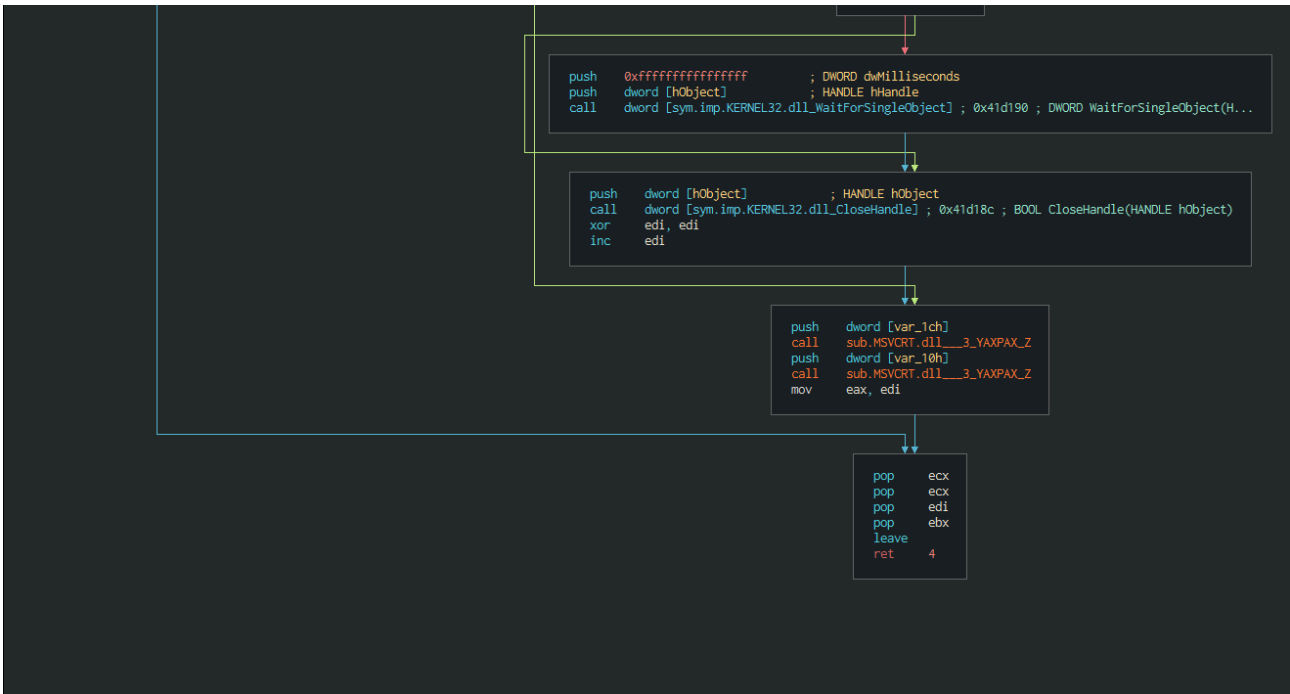 push 0xffffffffffffffff ; DWORD dwMilliseconds
push dword [hObject] ; HANDLE hHandle
call dword [sym.imp.KERNEL32.dll_WaitForSingleObject] ; 0x41d190 ; DWORD WaitForSingleObject(H...
push dword [hObject] ; HANDLE hObject
call dword [sym.imp.KERNEL32.dll_CloseHandle] ; 0x41d18c ; BOOL CloseHandle(HANDLE hObject)
xor edi, edi
inc edi
push dword [var_1ch]
call sub.MSVCRT.dll___3_YAXPAX_Z
push dword [var_10h]
call sub.MSVCRT.dll___3_YAXPAX_Z
mov eax, edi
pop ecx
pop ecx
pop edi
pop ebx
leave
ret 4